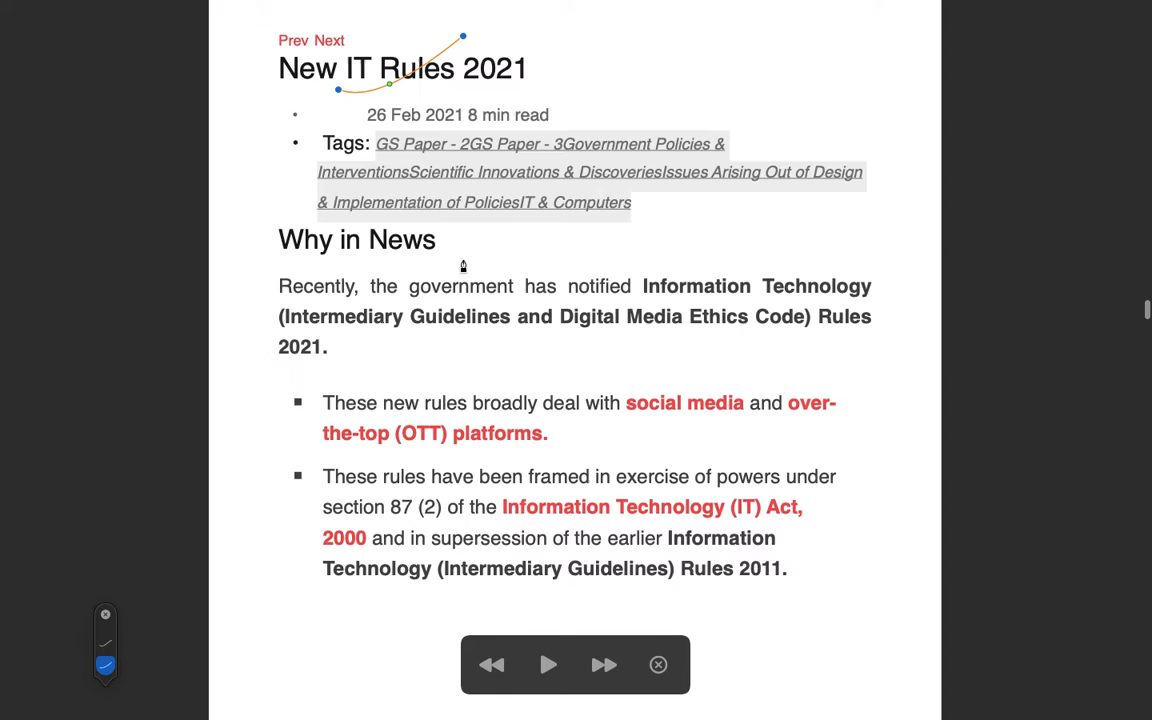 Prev Next
New IT Rules 2021
• 26 Feb 2021 8 min read
• Tags: GS Paper - 2GS Paper - 3Government Policies &
InterventionsScientific Innovations & DiscoveriesIssues Arising Out of Design
& Implementation of PoliciesIT & Computers
Why in News
Recently, the government has notified Information Technology
(Intermediary Guidelines and Digital Media Ethics Code) Rules
2021.
▪ These new rules broadly deal with social media and over-
the-top (OTT) platforms.
▪ These rules have been framed in exercise of powers under
section 87 (2) of the Information Technology (IT) Act,
2000 and in supersession of the earlier Information
Technology (Intermediary Guidelines) Rules 2011.